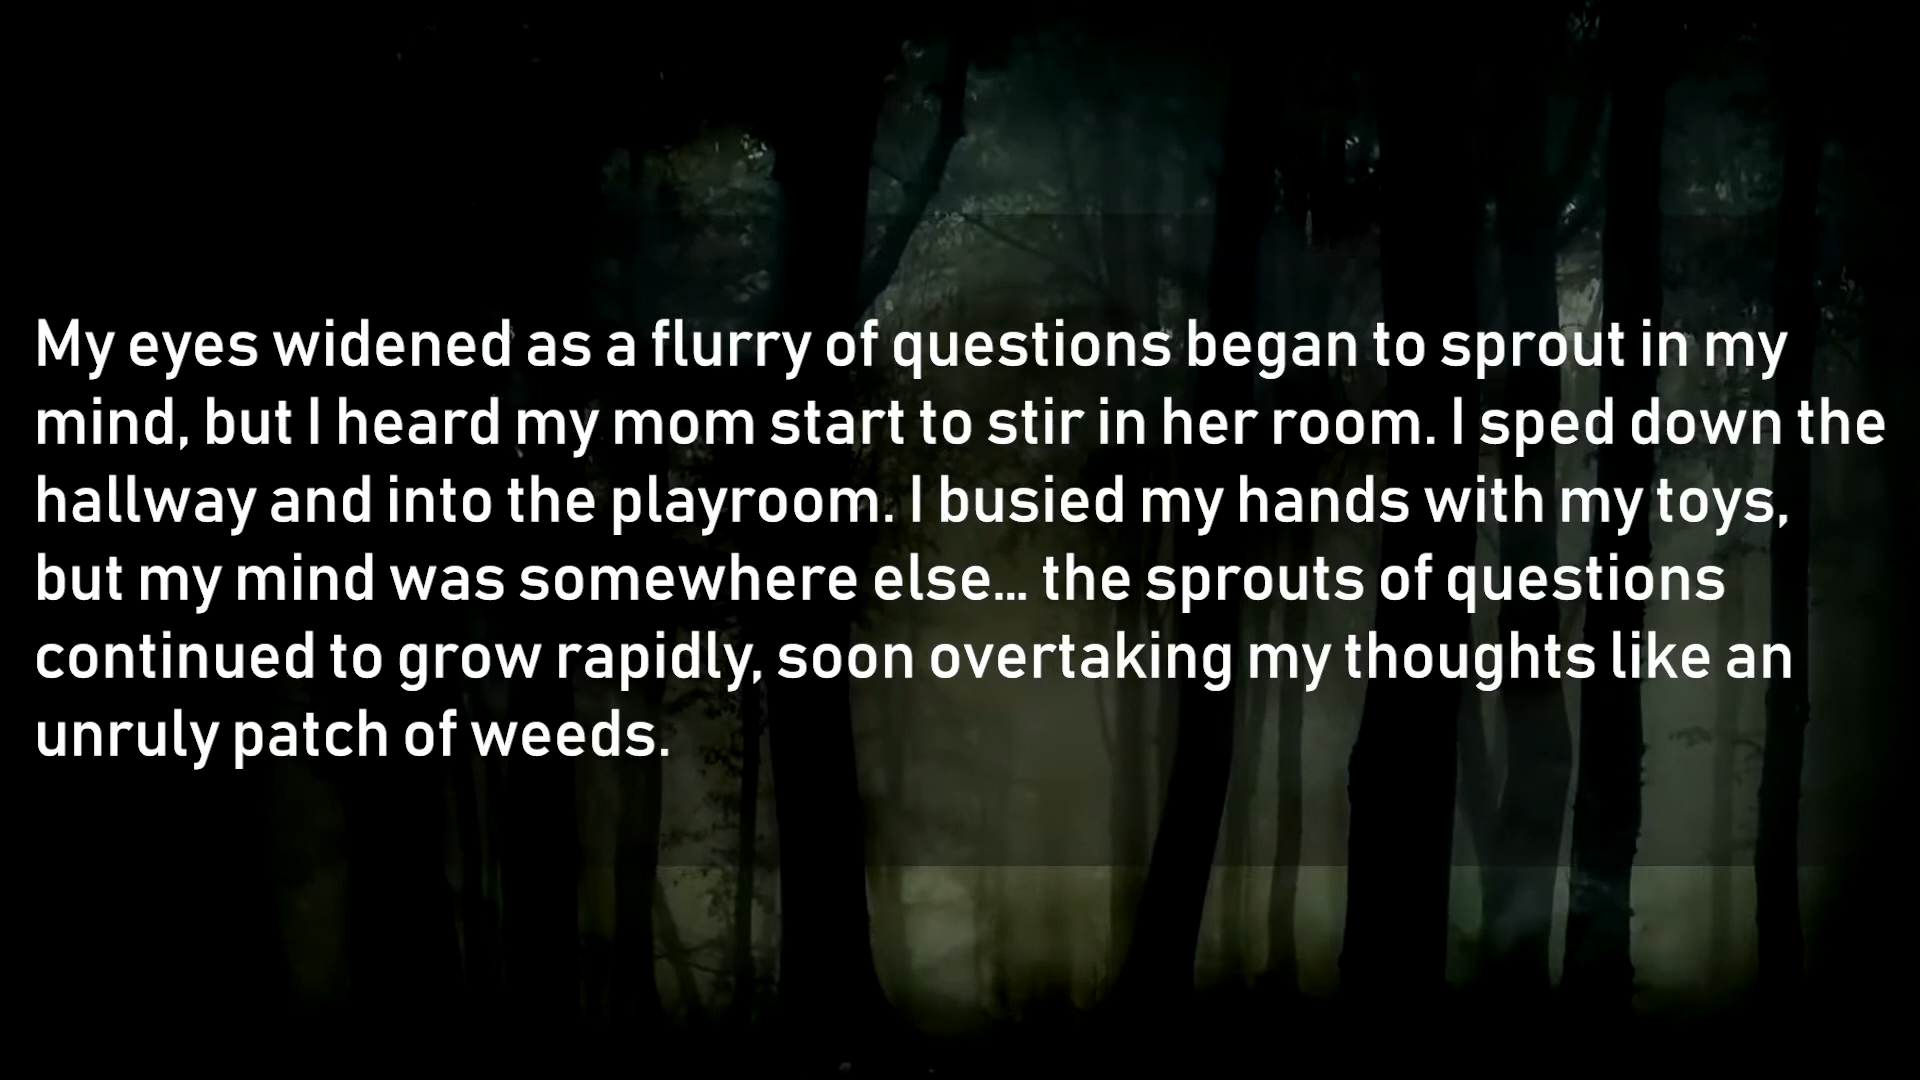 My eyes widened as a flurry of questions began to sprout in my
mind, but I heard my mom start to stir in her room. I sped down the
hallway and into the playroom. I busied my hands with my toys,
but my mind was somewhere else... the sprouts of questions
continued to grow rapidly, soon overtaking my thoughts like an
unruly patch of weeds.